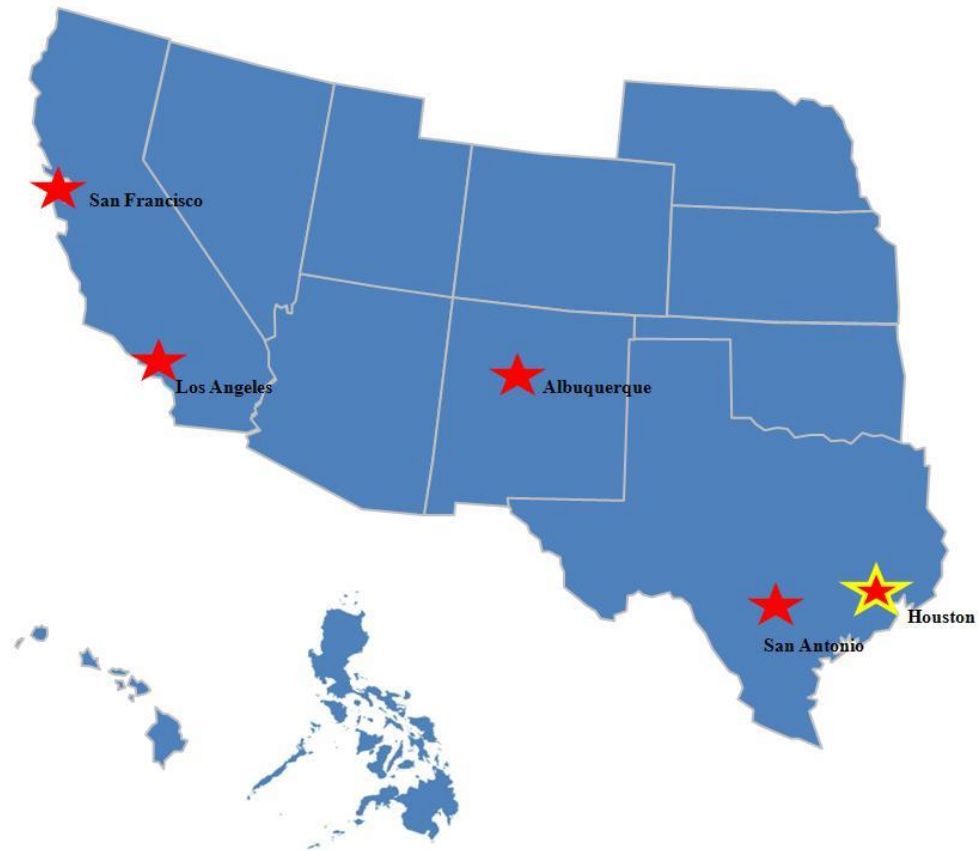 San Francisco
Los Angeles
Albuquerque
Houston
San Antonio